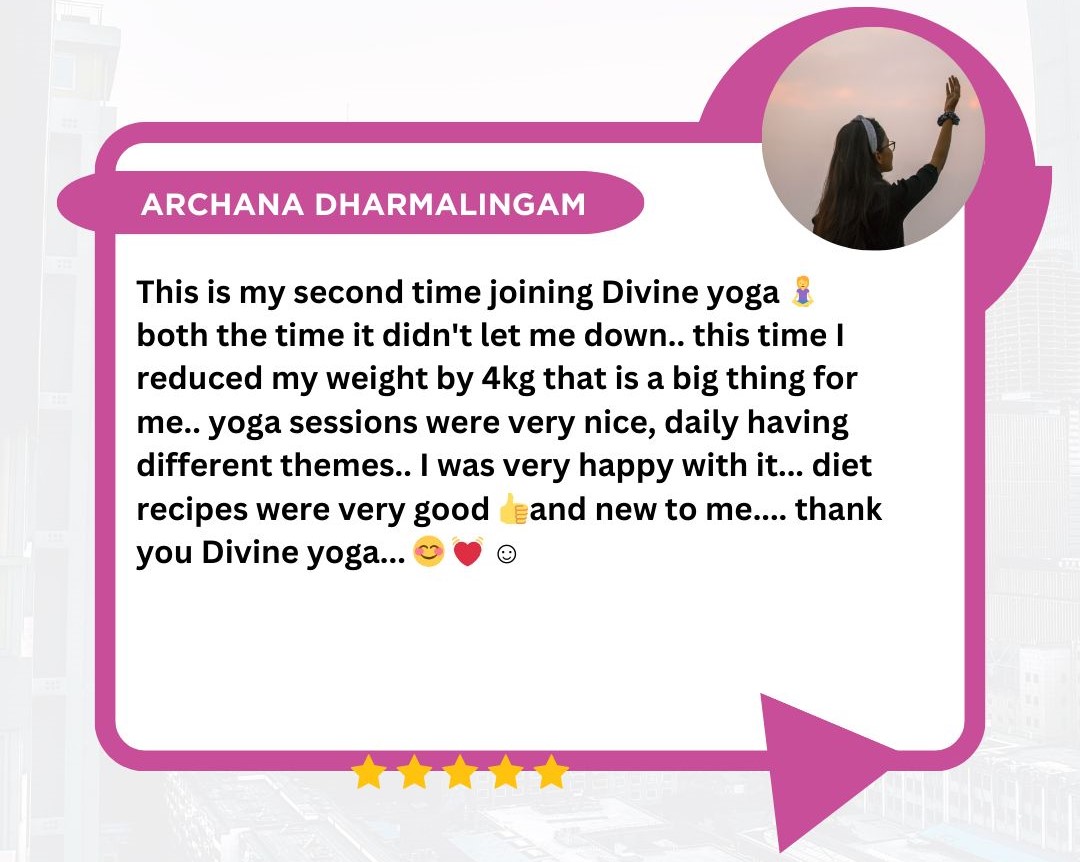 ARCHANA DHARMALINGAM
This is my second time joining Divine yoga 🧘‍♀️
both the time it didn't let me down.. this time I
reduced my weight by 4kg that is a big thing for
me.. yoga sessions were very nice, daily having
different themes.. I was very happy with it... diet
recipes were very good 👍and new to me.... thank
you Divine yoga... 😊 💓 ☺